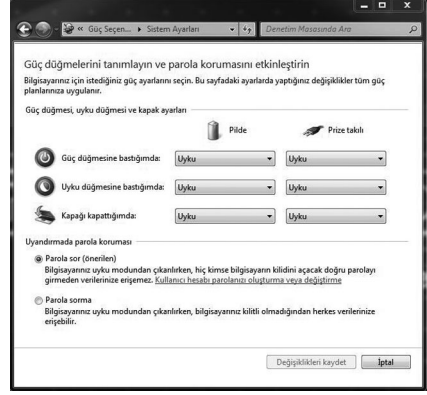 « Güç Seçen... ▸ Sistem Ayarları
Denetim Masasında Ara
Güç düğmelerini tanımlayın ve parola korumasını etkinleştirin
Bilgisayarınız için istediğiniz güç ayarlarını seçin. Bu sayfadaki ayarlarda yaptığınız değişiklikler tüm güç
planlarınıza uygulanır.
Güç düğmesi, uyku düğmesi ve kapak ayarları
Pilde Prize takılı
Güç düğmesine bastığımda: Uyku Uyku
Uyku düğmesine bastığımda: Uyku Uyku
Kapağı kapattığımda: Uyku Uyku
Uyandırmada parola koruması
Parola sor (önerilen)
Bilgisayarınız uyku modundan çıkarılırken, hiç kimse bilgisayarın kilidini açacak doğru parolayı
girmeden verilerinize erişemez. Kullanıcı hesabı parolanızı oluşturma veya değiştirme
Parola sorma
Bilgisayarınız uyku modundan çıkarılırken, bilgisayarınız kilitli olmadığından herkes verilerinize
erişebilir.
Değişiklikleri kaydet İptal